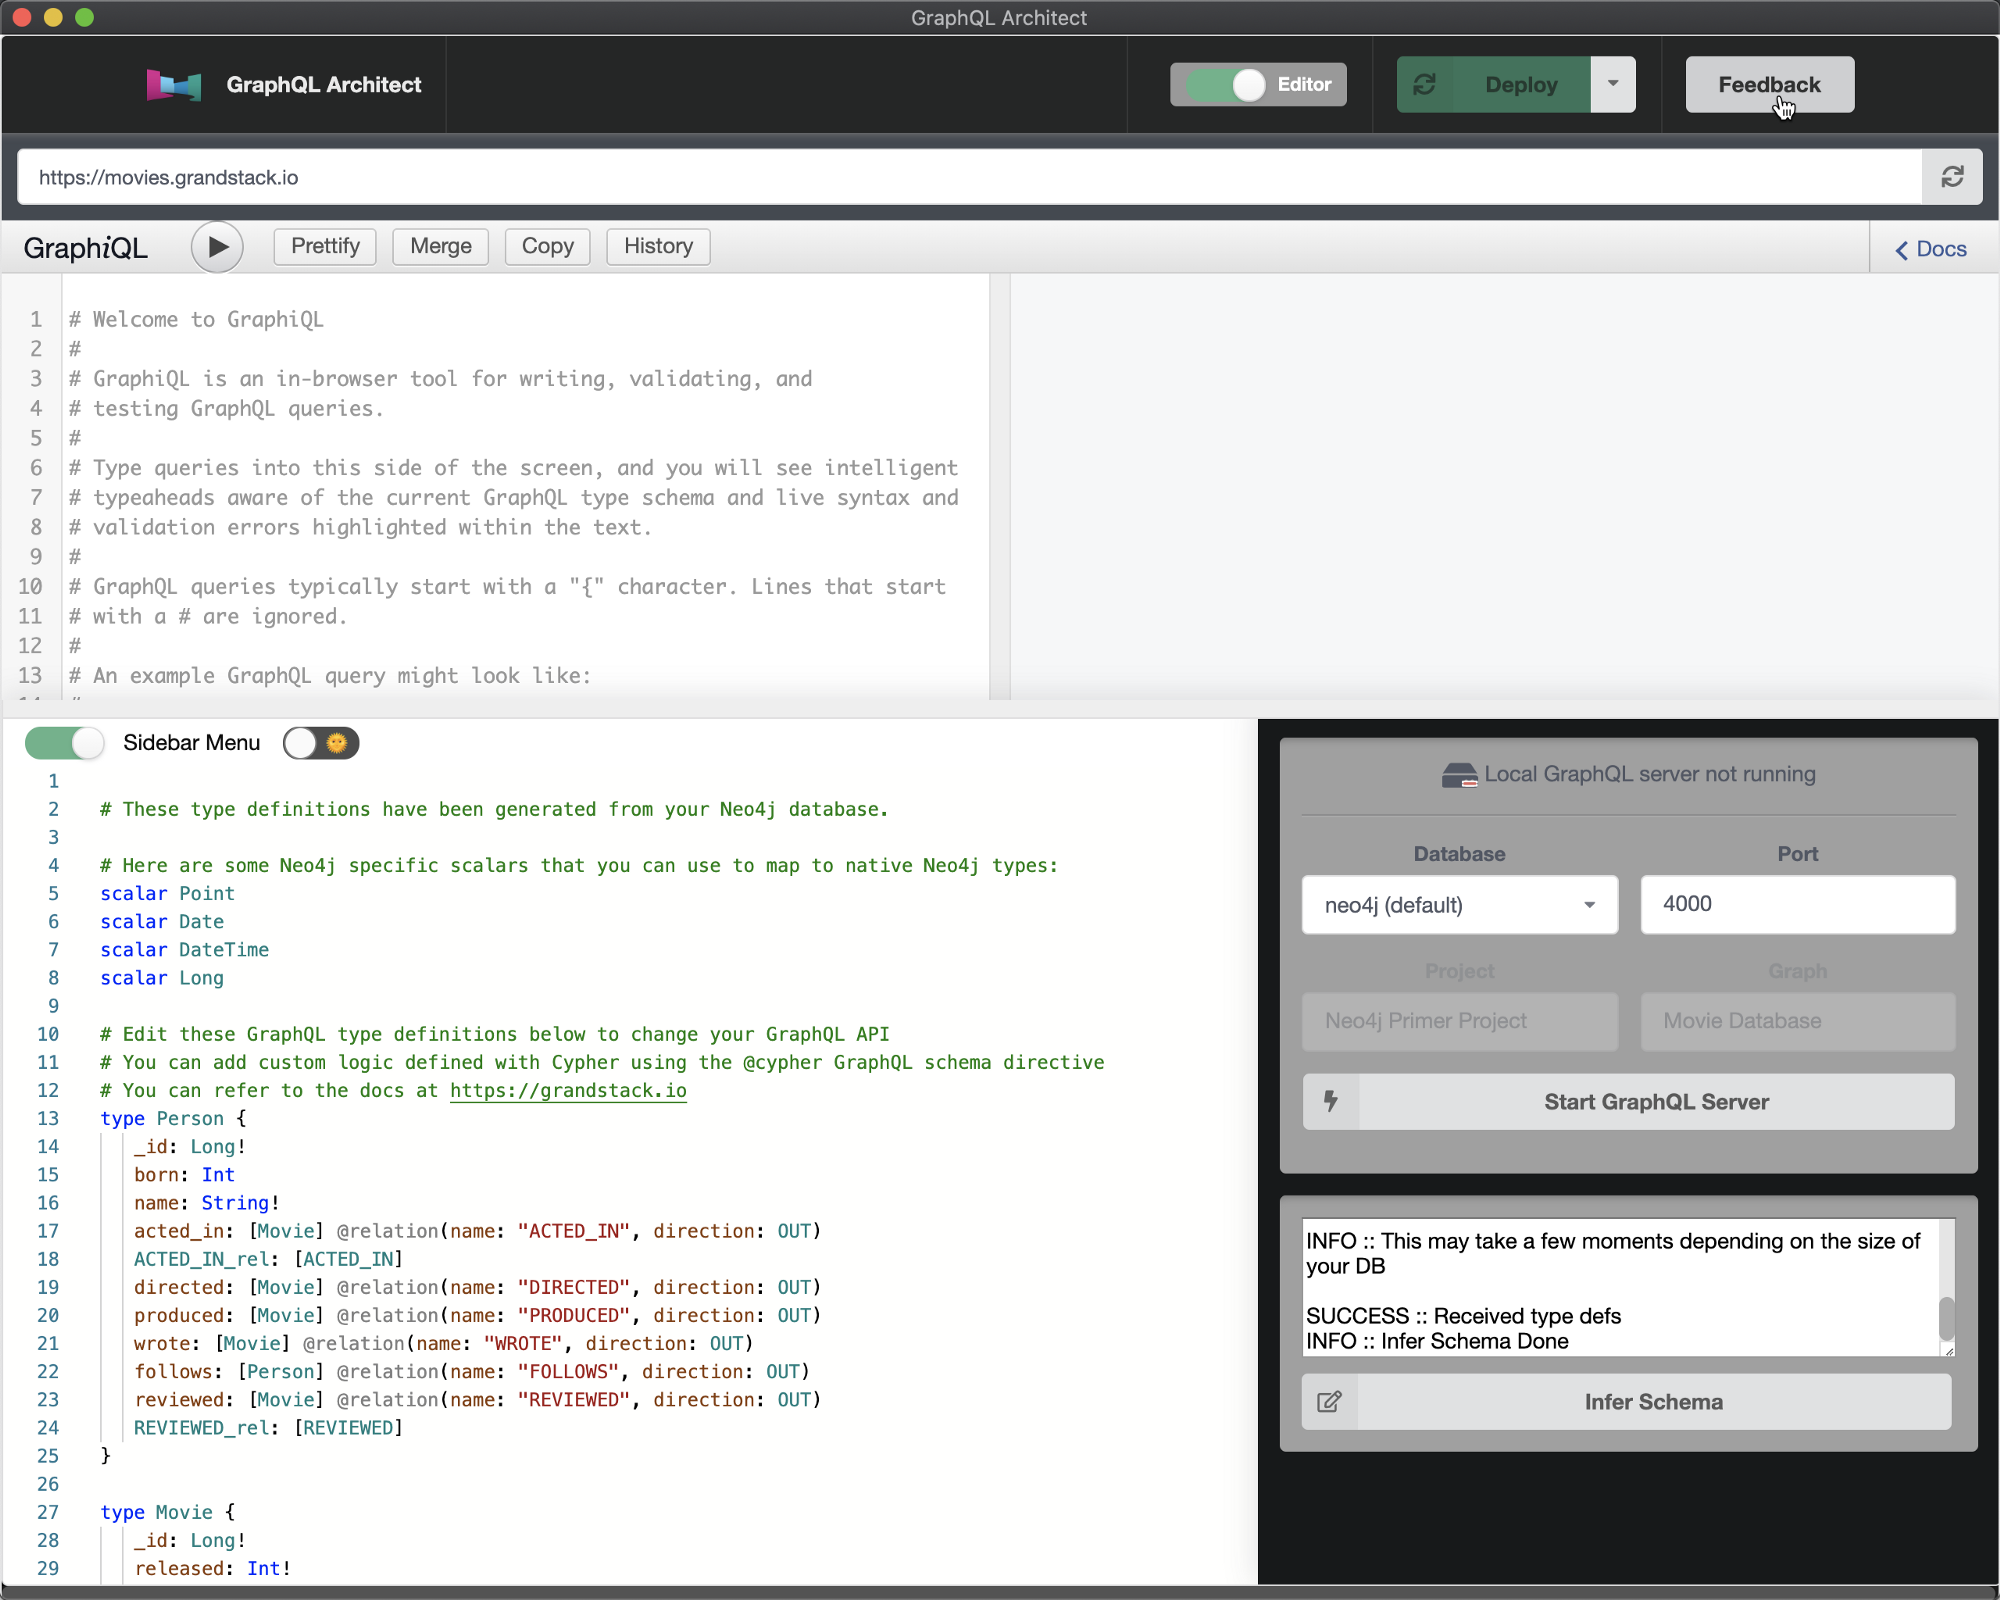 GraphQL Architect
GraphQL Architect
Editor
Deploy
Feedback
https://movies.grandstack.io
GraphiQL
Prettify
Merge
Copy
History
Docs
1 # Welcome to GraphiQL
2 #
3 # GraphiQL is an in-browser tool for writing, validating, and
4 # testing GraphQL queries.
5 #
6 # Type queries into this side of the screen, and you will see intelligent
7 # typeaheads aware of the current GraphQL type schema and live syntax and
8 # validation errors highlighted within the text.
9 #
10 # GraphQL queries typically start with a "{" character. Lines that start
11 # with a # are ignored.
12 #
13 # An example GraphQL query might look like:
Sidebar Menu
1
2 # These type definitions have been generated from your Neo4j database.
3
4 # Here are some Neo4j specific scalars that you can use to map to native Neo4j types:
5 scalar Point
6 scalar Date
7 scalar DateTime
8 scalar Long
9
10 # Edit these GraphQL type definitions below to change your GraphQL API
11 # You can add custom logic defined with Cypher using the @cypher GraphQL schema directive
12 # You can refer to the docs at https://grandstack.io
13 type Person {
14 _id: Long!
15 born: Int
16 name: String!
17 acted_in: [Movie] @relation(name: "ACTED_IN", direction: OUT)
18 ACTED_IN_rel: [ACTED_IN]
19 directed: [Movie] @relation(name: "DIRECTED", direction: OUT)
20 produced: [Movie] @relation(name: "PRODUCED", direction: OUT)
21 wrote: [Movie] @relation(name: "WROTE", direction: OUT)
22 follows: [Person] @relation(name: "FOLLOWS", direction: OUT)
23 reviewed: [Movie] @relation(name: "REVIEWED", direction: OUT)
24 REVIEWED_rel: [REVIEWED]
25 }
26
27 type Movie {
28 _id: Long!
29 released: Int!
Local GraphQL server not running
Database
Port
neo4j (default)
4000
Project
Graph
Neo4j Primer Project
Movie Database
Start GraphQL Server
INFO :: This may take a few moments depending on the size of
your DB
SUCCESS :: Received type defs
INFO :: Infer Schema Done
Infer Schema